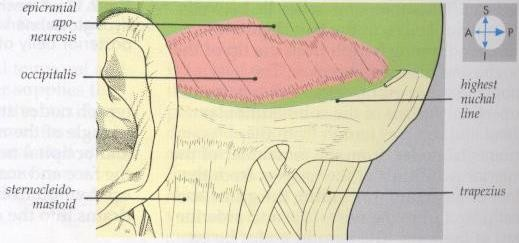 epicranial
apo-
neurosis
occipitalis
sternocleido-
mastoid
S
A
P
I
highest
nuchal
line
trapezius